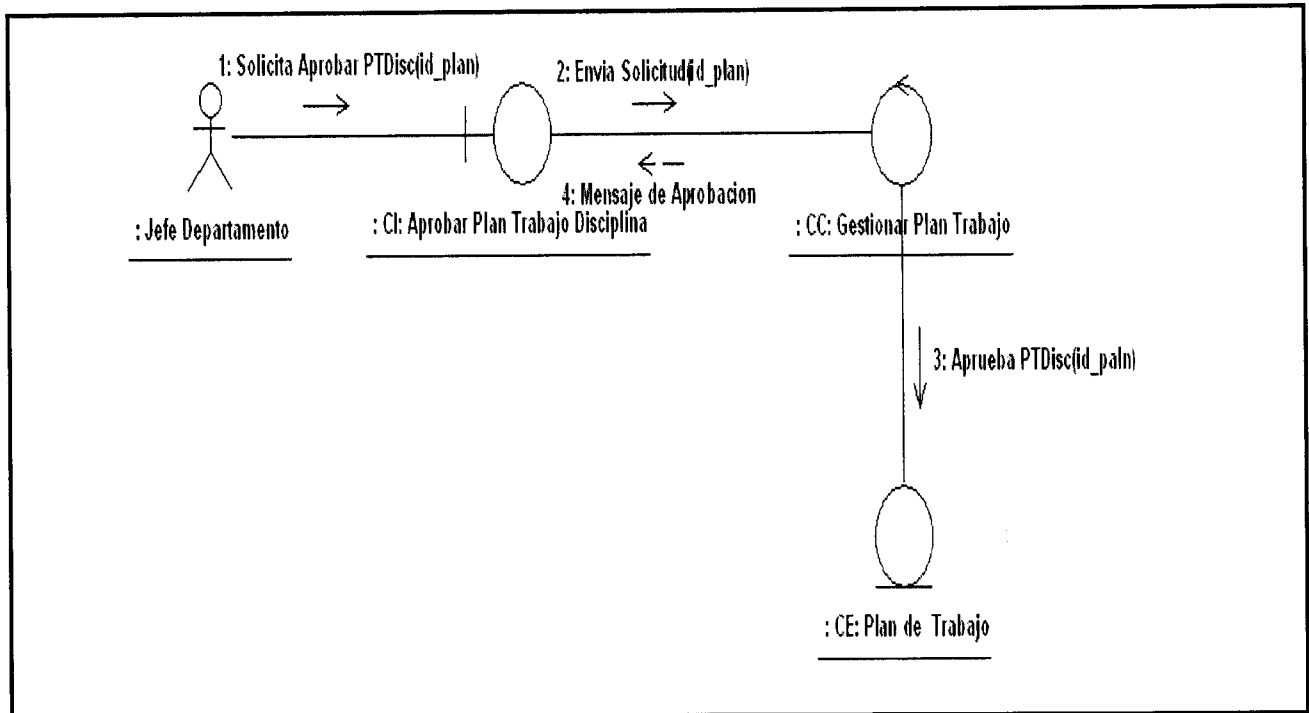 1: Solicita Aprobar PTDisc(id_plan)
2: Envia Solicitud(id_plan)
4: Mensaje de Aprobacion
: Jefe Departamento
: CI: Aprobar Plan Trabajo Disciplina
: CC: Gestionar Plan Trabajo
3: Aprueba PTDisc(id_paln)
: CE: Plan de Trabajo